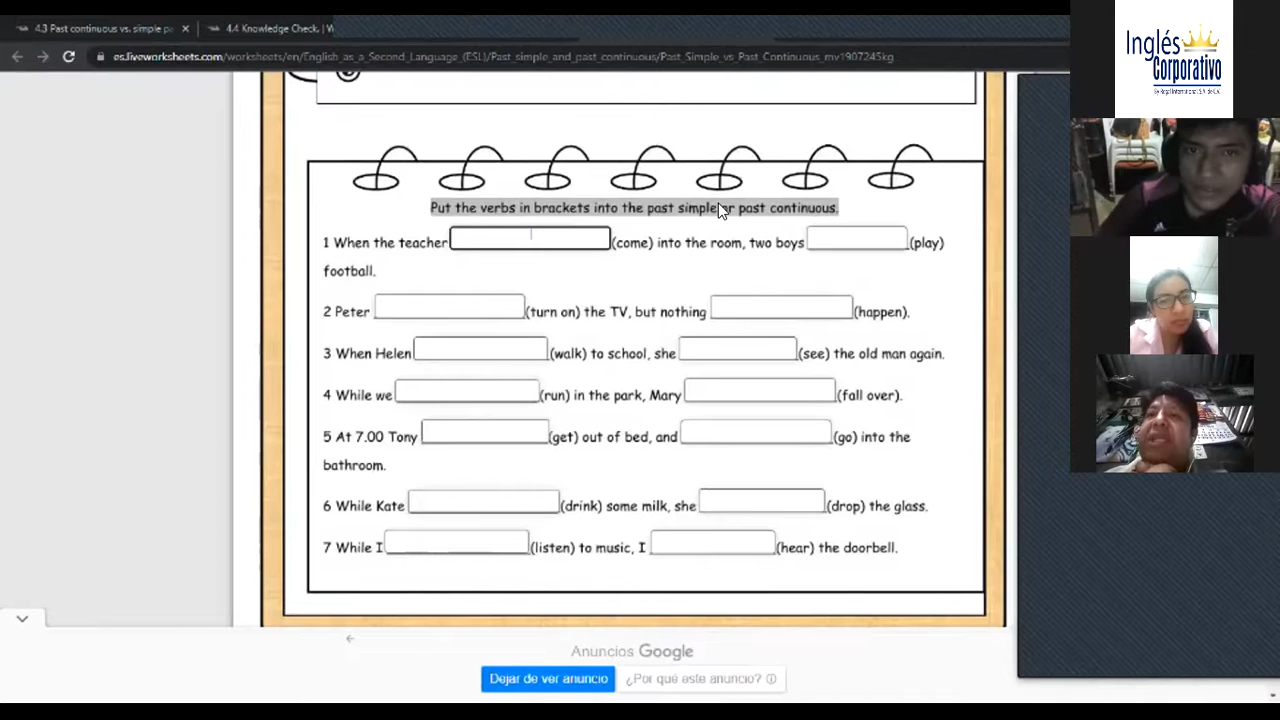 4.3 Past continuous vs. simple pa
4.4 Knowledge Check. | W
es.liveworksheets.com/worksheets/en/English_as_a_Second_Language_(ESL)/Past_simple_and_past_continuous/Past_Simple_vs_Past_Continuous_mv1907245kg
Inglés
Corporativo
By Regal International S.A. de C.V.
Put the verbs in brackets into the past simple or past continuous.
1 When the teacher (come) into the room, two boys (play)
football.
2 Peter (turn on) the TV, but nothing (happen).
3 When Helen (walk) to school, she (see) the old man again.
4 While we (run) in the park, Mary (fall over).
5 At 7.00 Tony (get) out of bed, and (go) into the
bathroom.
6 While Kate (drink) some milk, she (drop) the glass.
7 While I (listen) to music, I (hear) the doorbell.
Anuncios Google
Dejar de ver anuncio
¿Por qué este anuncio?